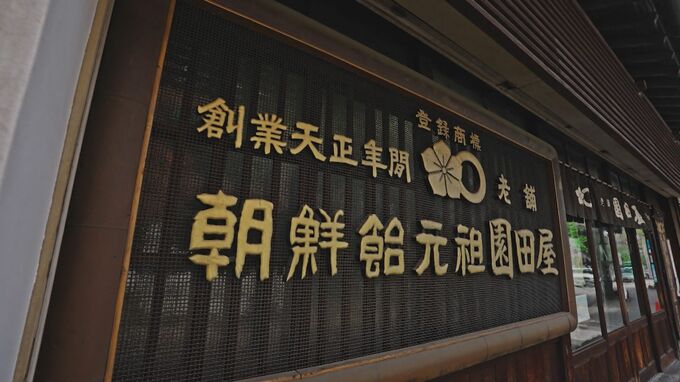 登録商標
創業天正年間 老舗
朝鮮飴元祖園田屋